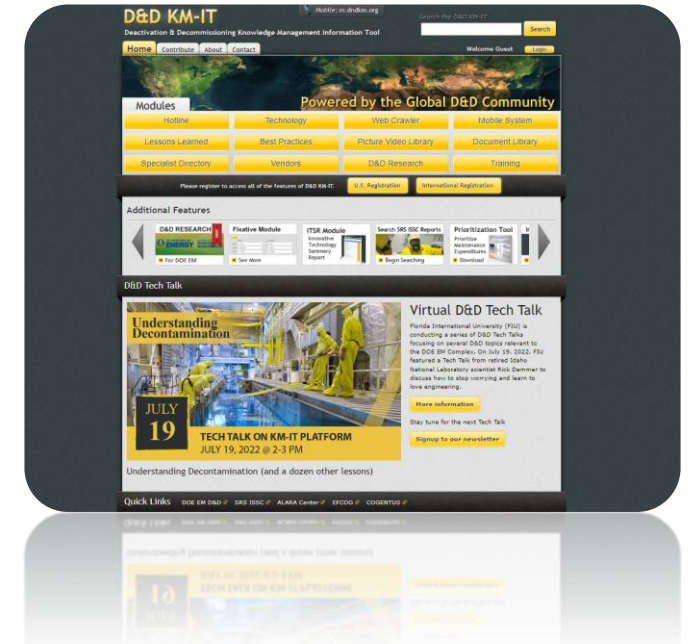 D&D KM-IT
Mobile: m.dndkm.org
Search the D&D KM-IT
Deactivation & Decommissioning Knowledge Management Information Tool
Search
Home Contribute About Contact
Welcome Guest Login
Modules
Powered by the Global D&D Community
Hotline Technology Web Crawler Mobile System
Lessons Learned Best Practices Picture Video Library Document Library
Specialist Directory Vendors D&D Research Training
Please register to access all of the features of D&D KM-IT. U.S. Registration International Registration
Additional Features
D&D RESEARCH
ENERGY
For DOE EM
Fixative Module
See More
ITSR Module
Innovative
Technology
Summary
Report
Search SRS ISSC Reports
Begin Searching
Prioritization Tool
Prioritize
Maintenance
Expenditures
Download
D&D Tech Talk
Understanding
Decontamination
JULY
19
TECH TALK ON KM-IT PLATFORM
JULY 19, 2022 @ 2-3 PM
Understanding Decontamination (and a dozen other lessons)
Virtual D&D Tech Talk
Florida International University (FIU) is
conducting a series of D&D Tech Talks
focusing on several D&D topics relevant to
the DOE EM Complex. On July 19, 2022, FIU
featured a Tech Talk from retired Idaho
National Laboratory scientist Rick Demmer to
discuss how to stop worrying and learn to
love engineering.
More information
Stay tune for the next Tech Talk
Signup to our newsletter
Quick Links DOE EM D&D SRS ISSC ALARA Center EFCOG COGENTUS